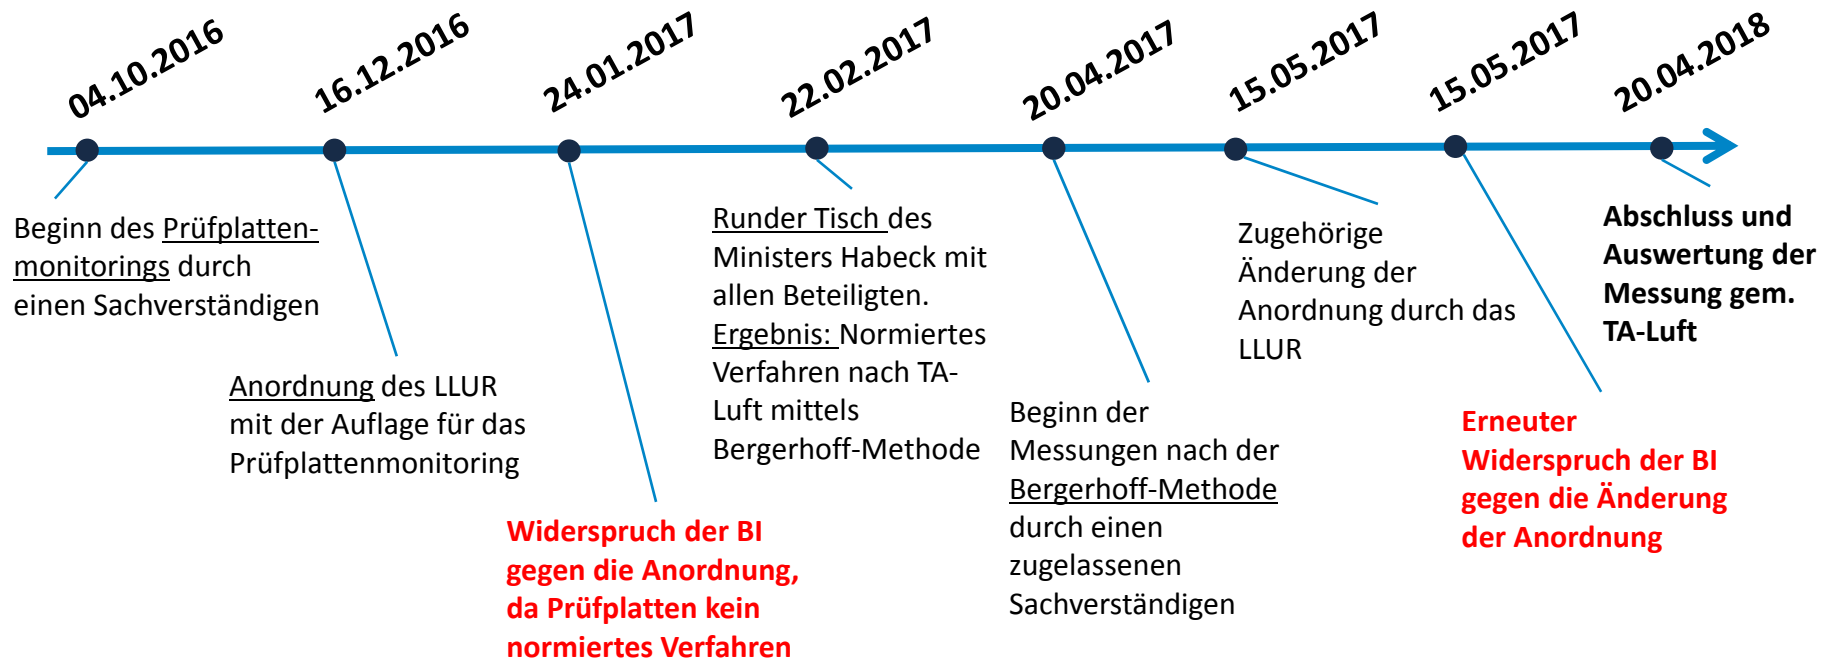 04.10.2016
16.12.2016
24.01.2017
22.02.2017
20.04.2017
15.05.2017
15.05.2017
20.04.2018
Beginn des Prüfplatten-
monitorings durch
einen Sachverständigen
Anordnung des LLUR
mit der Auflage für das
Prüfplattenmonitoring
Widerspruch der BI
gegen die Anordnung,
da Prüfplatten kein
normiertes Verfahren
Runder Tisch des
Ministers Habeck mit
allen Beteiligten.
Ergebnis: Normiertes
Verfahren nach TA-
Luft mittels
Bergerhoff-Methode
Beginn der
Messungen nach der
Bergerhoff-Methode
durch einen
zugelassenen
Sachverständigen
Zugehörige
Änderung der
Anordnung durch das
LLUR
Erneuter
Widerspruch der BI
gegen die Änderung
der Anordnung
Abschluss und
Auswertung der
Messung gem.
TA-Luft